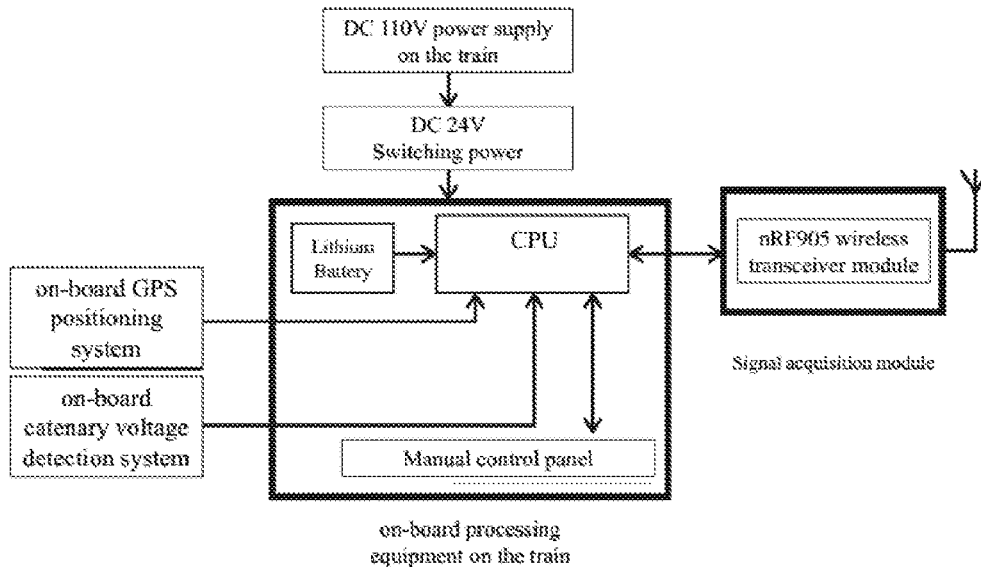 DC 110V power supply
on the train
DC 24V
Switching power
Lithium
Battery
CPU
nRF905 wireless
transceiver module
on-board GPS
positioning
system
Signal acquisition module
on-board
catenary voltage
detection system
Manual control panel
on-board processing
equipment on the train